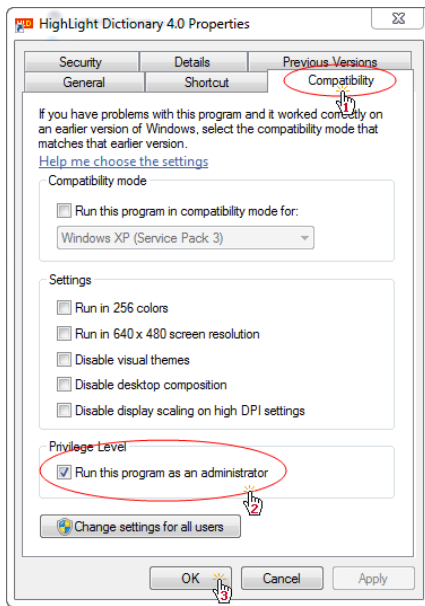 HighLight Dictionary 4.0 Properties
Security Details Previous Versions
General Shortcut Compatibility
1
If you have problems with this program and it worked correctly on
an earlier version of Windows, select the compatibility mode that
matches that earlier version.
Help me choose the settings
Compatibility mode
Run this program in compatibility mode for:
Windows XP (Service Pack 3)
Settings
Run in 256 colors
Run in 640 x 480 screen resolution
Disable visual themes
Disable desktop composition
Disable display scaling on high DPI settings
Privilege Level
Run this program as an administrator
2
Change settings for all users
OK Cancel Apply
3